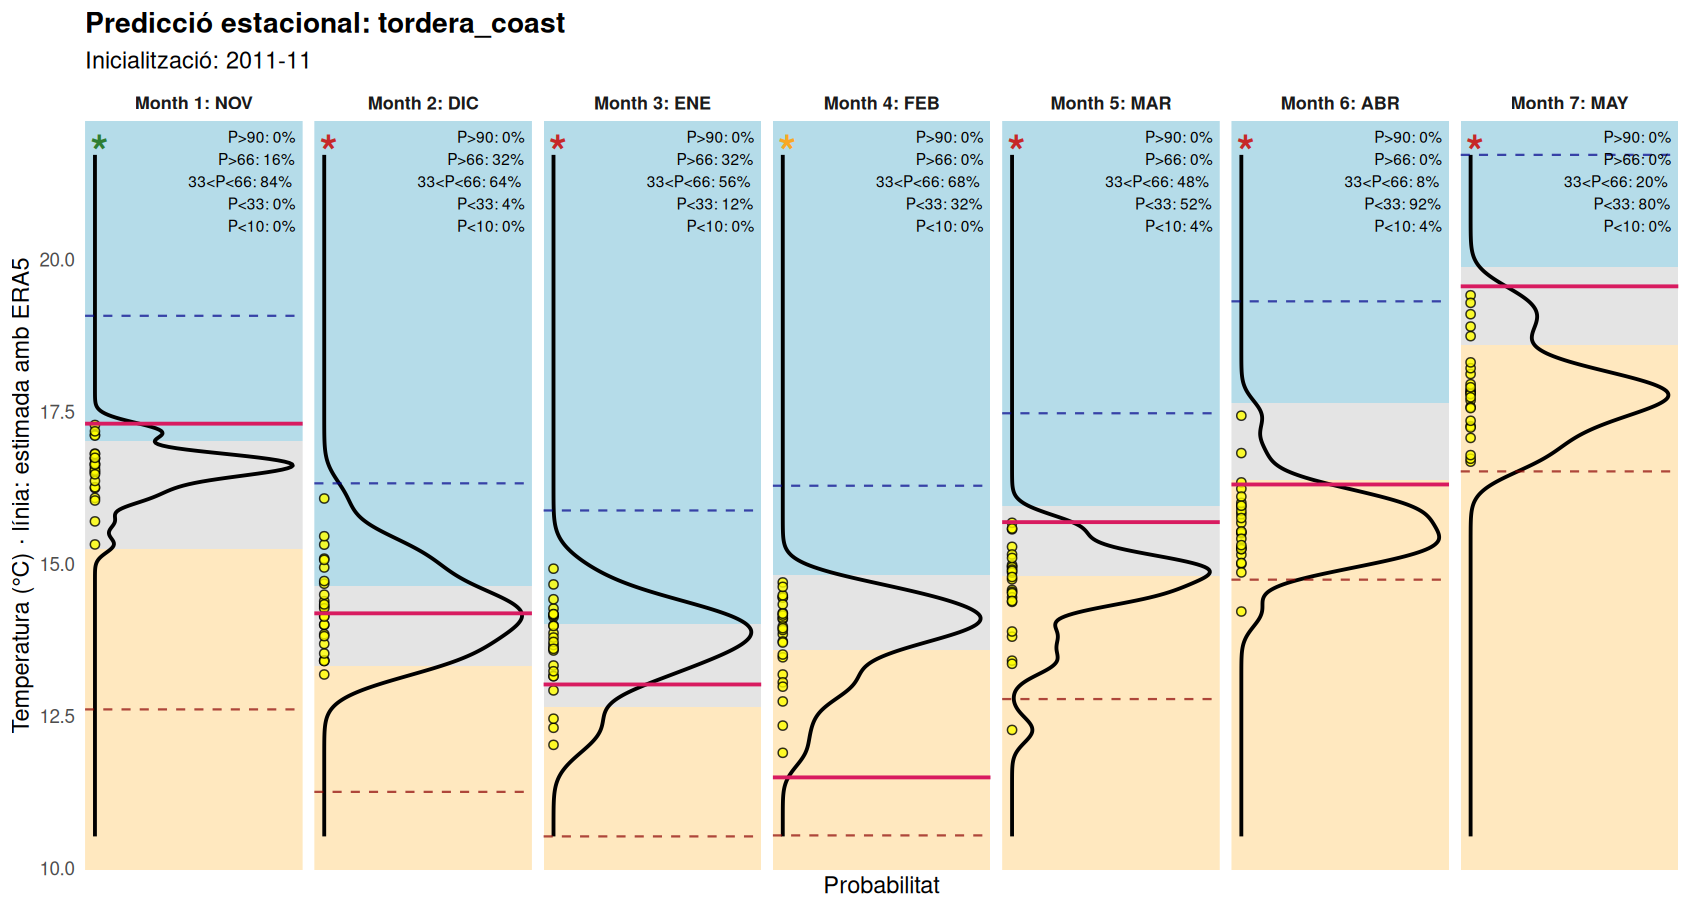 Predicció estacional: tordera_coast
Inicialització: 2011-11
Month 1: NOV
Month 2: DIC
Month 3: ENE
Month 4: FEB
Month 5: MAR
Month 6: ABR
Month 7: MAY
*
P>90: 0%
P>66: 16%
33<P<66: 84%
P<33: 0%
P<10: 0%
*
P>90: 0%
P>66: 32%
33<P<66: 64%
P<33: 4%
P<10: 0%
*
P>90: 0%
P>66: 32%
33<P<66: 56%
P<33: 12%
P<10: 0%
*
P>90: 0%
P>66: 0%
33<P<66: 68%
P<33: 32%
P<10: 0%
*
P>90: 0%
P>66: 0%
33<P<66: 48%
P<33: 52%
P<10: 4%
*
P>90: 0%
P>66: 0%
33<P<66: 8%
P<33: 92%
P<10: 4%
*
P>90: 0%
P>66: 0%
33<P<66: 20%
P<33: 80%
P<10: 0%
Temperatura (°C) · línia: estimada amb ERA5
20.0
17.5
15.0
12.5
10.0
Probabilitat